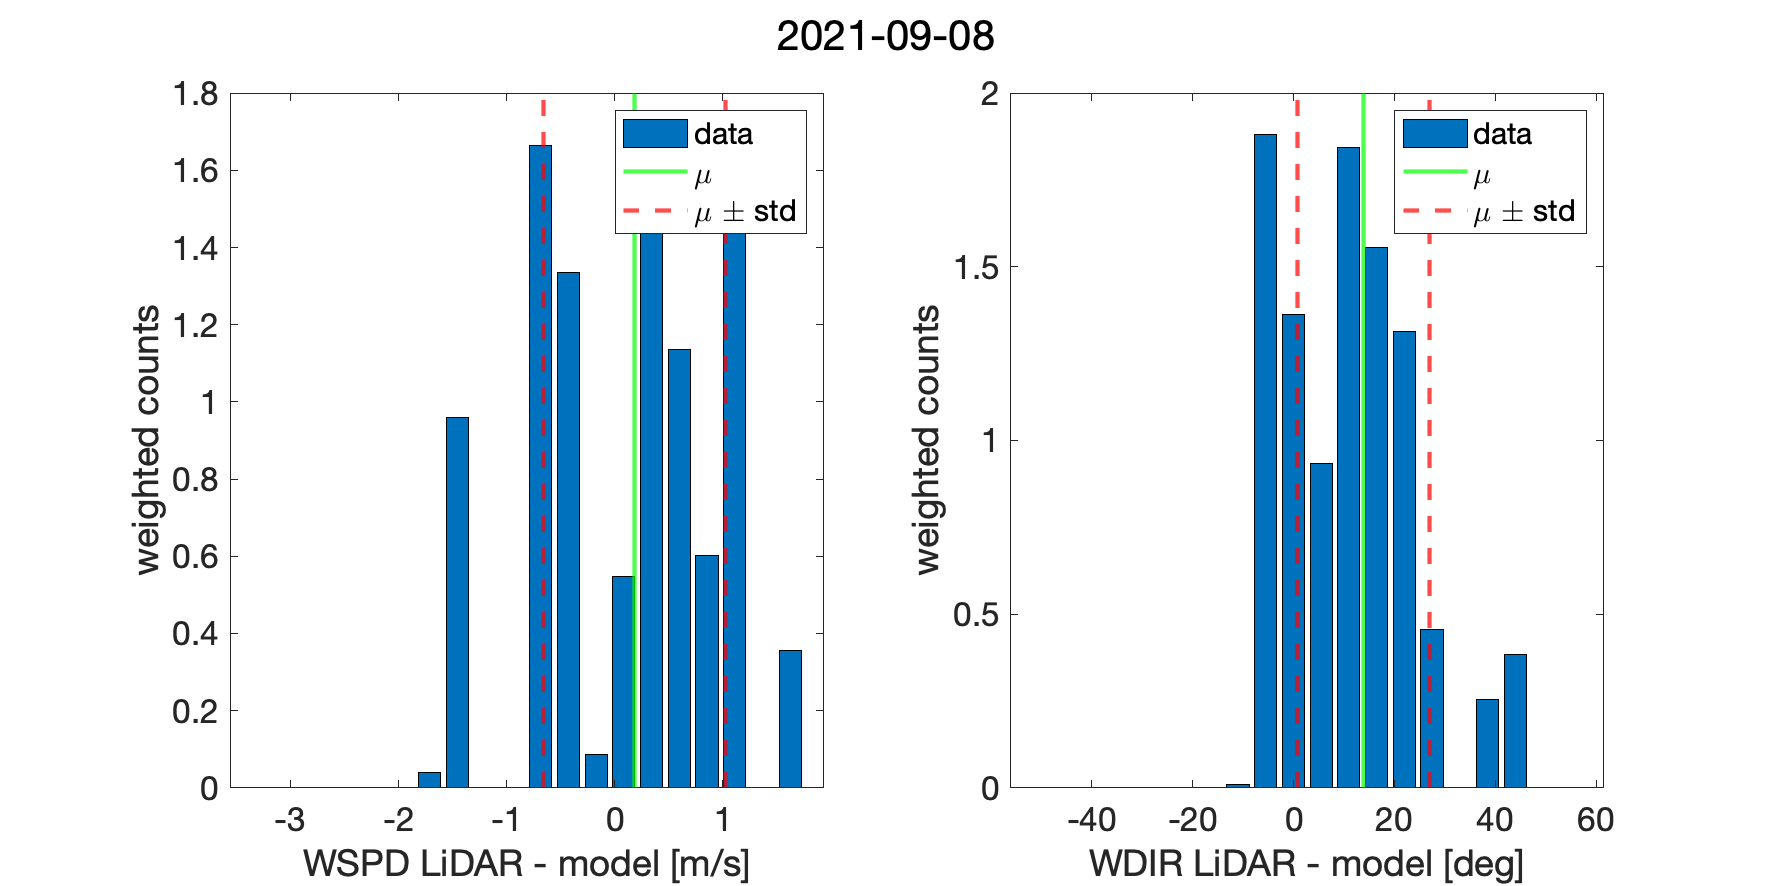 2021-09-08
1.8
1.6
1.4
1.2
1
0.8
0.6
0.4
0.2
0
weighted counts
-3
-2
-1
0
1
WSPD LiDAR - model [m/s]
data
μ
μ ± std
2
1.5
1
0.5
0
weighted counts
-40
-20
0
20
40
60
WDIR LiDAR - model [deg]
data
μ
μ ± std